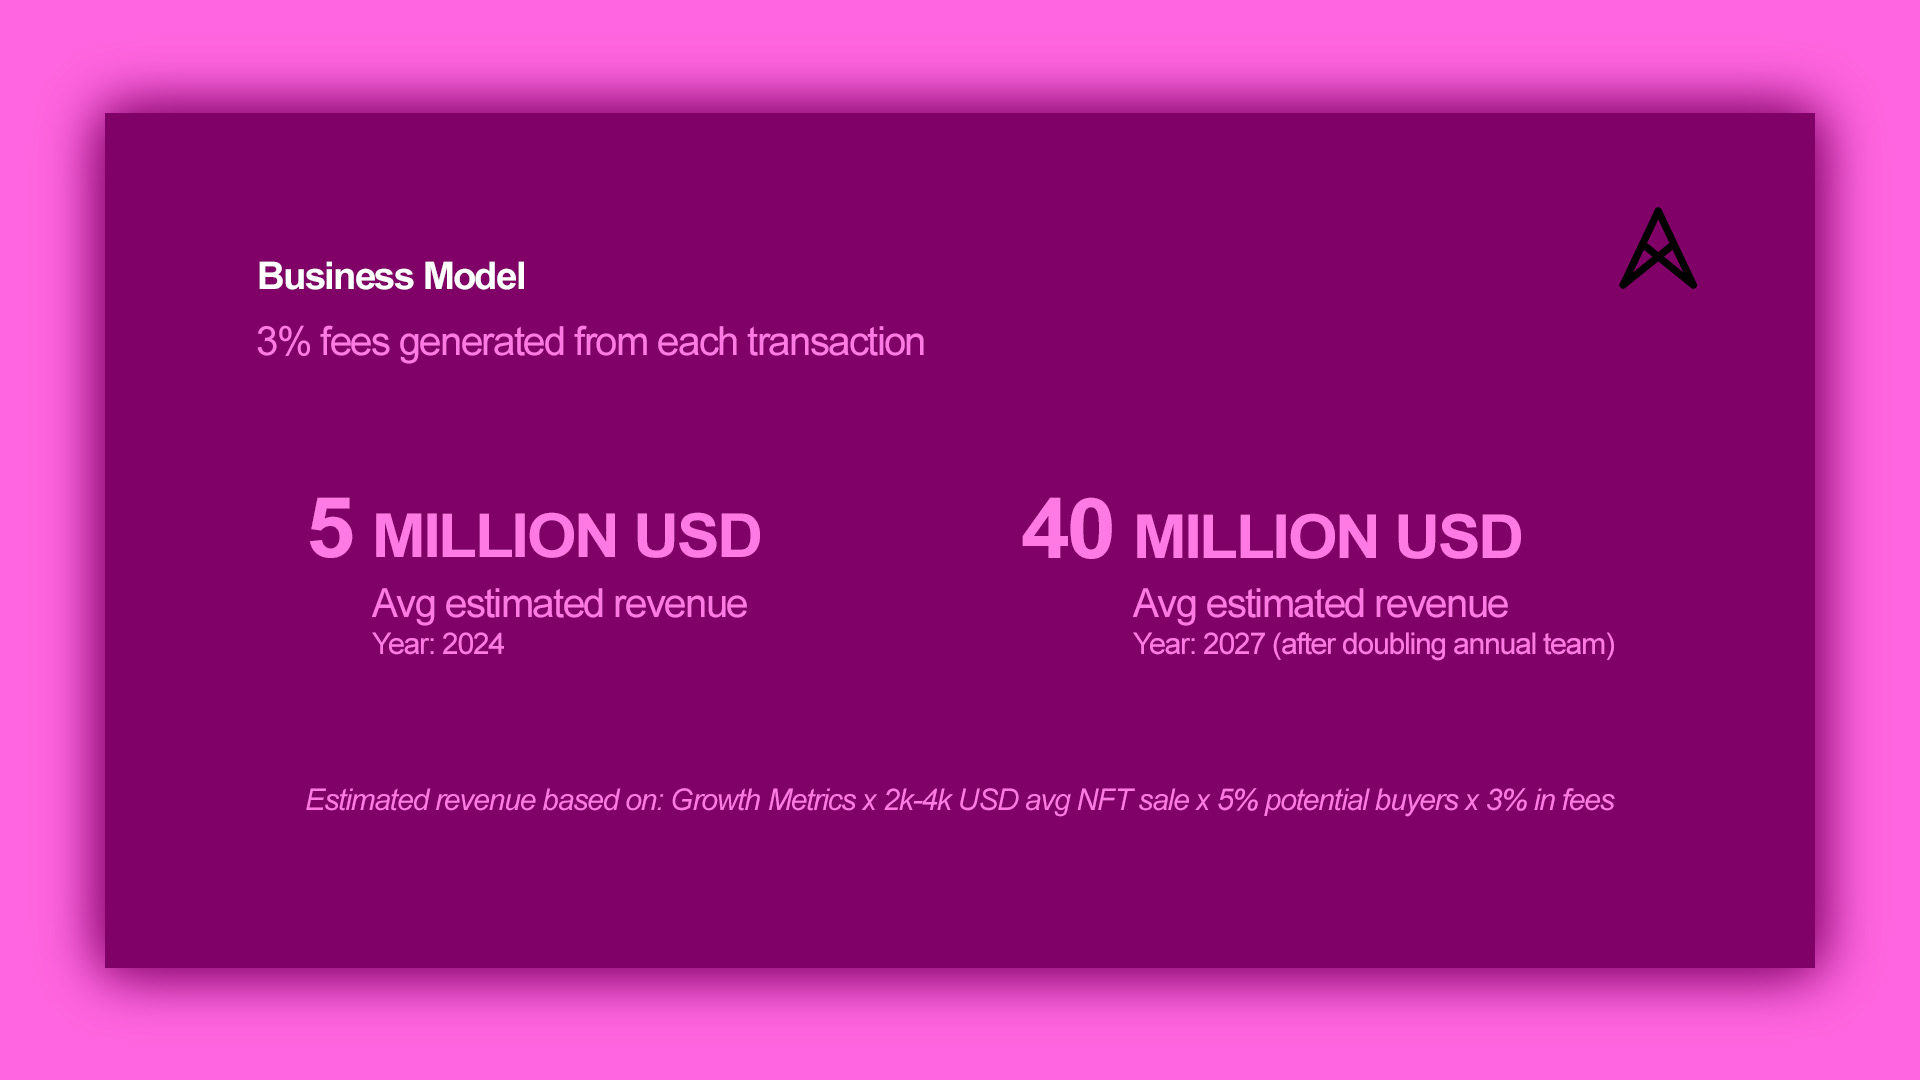 Business Model
3% fees generated from each transaction
5 MILLION USD
Avg estimated revenue
Year: 2024
40 MILLION USD
Avg estimated revenue
Year: 2027 (after doubling annual team)
Estimated revenue based on: Growth Metrics x 2k-4k USD avg NFT sale x 5% potential buyers x 3% in fees